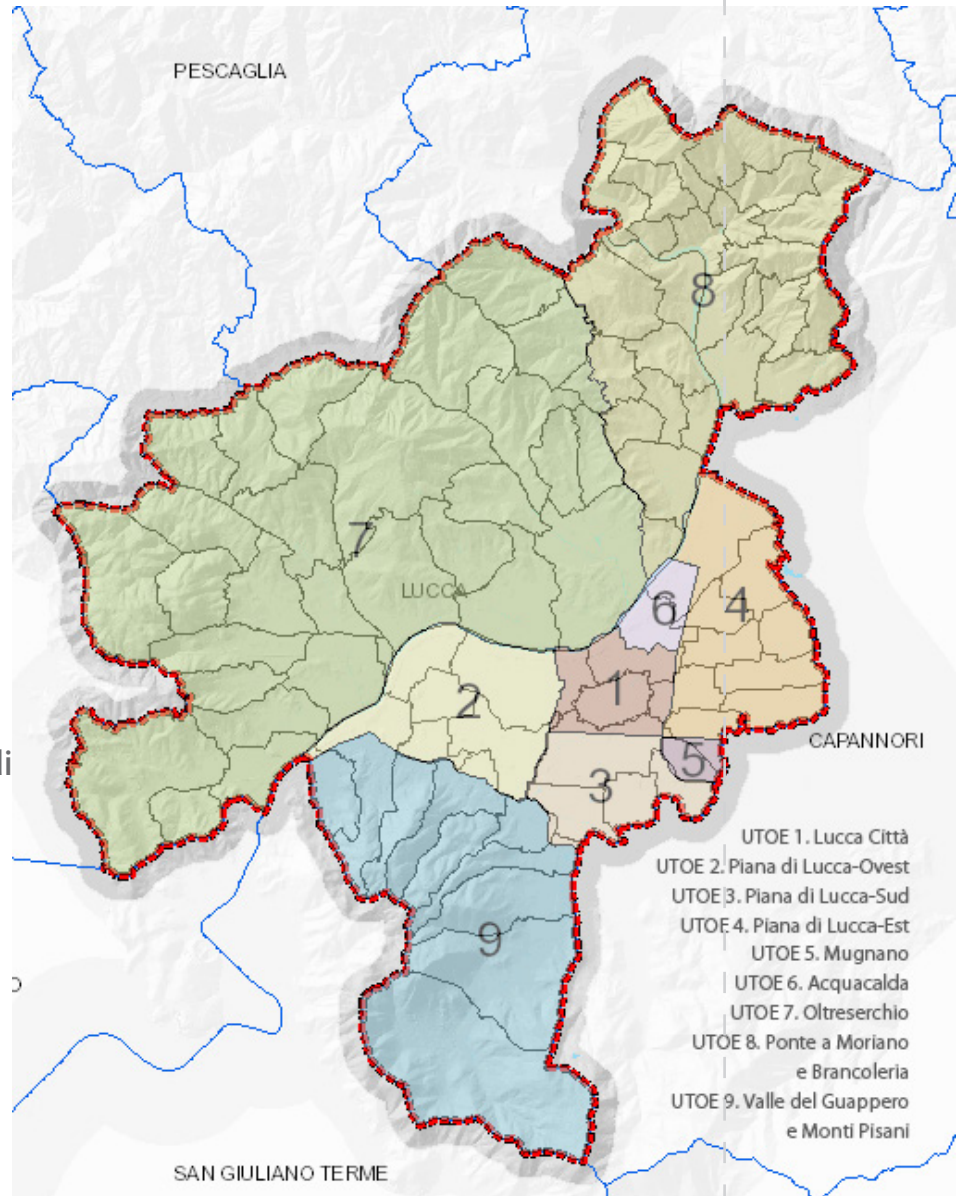 PESCAGLIA
8
7
LUCCA
6
4
2
1
CAPANNORI
li
5
3
UTOE 1. Lucca Città
UTOE 2. Piana di Lucca-Ovest
UTOE 3. Piana di Lucca-Sud
UTOE 4. Piana di Lucca-Est
9
UTOE 5. Mugnano
UTOE 6. Acquacalda
O
UTOE 7. Oltreserchio
UTOE 8. Ponte a Moriano
e Brancoleria
UTOE 9. Valle del Guappero
e Monti Pisani
SAN GIULIANO TERME